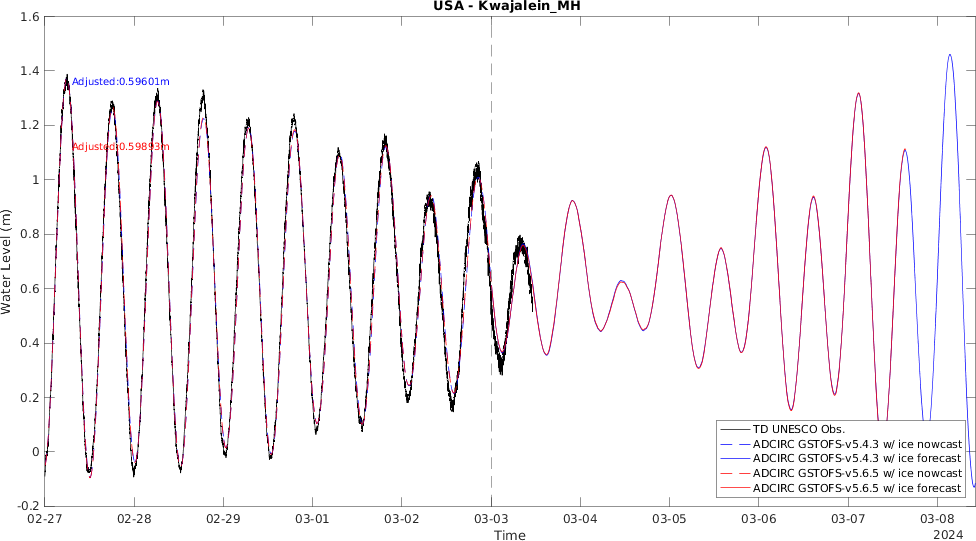 USA - Kwajalein_MH
1.6
1.4
1.2
1
0.8
0.6
0.4
0.2
0
-0.2
Water Level (m)
Adjusted:0.59601m
Adjusted:0.59893m
TD UNESCO Obs.
ADCIRC GSTOFS-v5.4.3 w/ ice nowcast
ADCIRC GSTOFS-v5.4.3 w/ ice forecast
ADCIRC GSTOFS-v5.6.5 w/ ice nowcast
ADCIRC GSTOFS-v5.6.5 w/ ice forecast
02-27 02-28 02-29 03-01 03-02 03-03 03-04 03-05 03-06 03-07 03-08
Time
2024